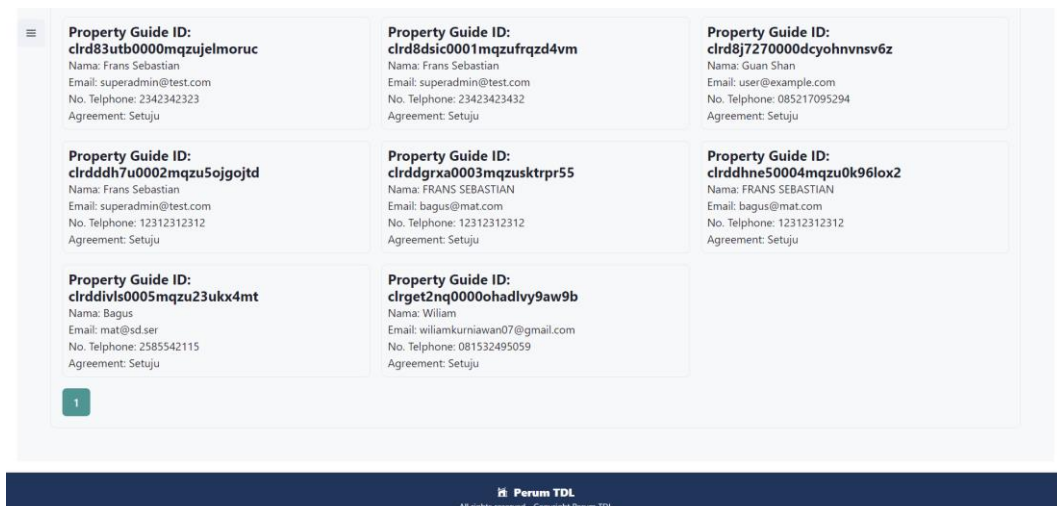 Property Guide ID:
clrd83utb0000mqzujelmoruc
Nama: Frans Sebastian
Email: superadmin@test.com
No. Telphone: 2342342323
Agreement: Setuju
Property Guide ID:
clrd8dsic0001mqzufrqzd4vm
Nama: Frans Sebastian
Email: superadmin@test.com
No. Telphone: 23423423432
Agreement: Setuju
Property Guide ID:
clrd8j7270000dcyohnvnsv6z
Nama: Guan Shan
Email: user@example.com
No. Telphone: 085217095294
Agreement: Setuju
Property Guide ID:
clrdddh7u0002mqzu5ojgojtd
Nama: Frans Sebastian
Email: superadmin@test.com
No. Telphone: 12312312312
Agreement: Setuju
Property Guide ID:
clrddgrxa0003mqzusktrpr55
Nama: FRANS SEBASTIAN
Email: bagus@mat.com
No. Telphone: 12312312312
Agreement: Setuju
Property Guide ID:
clrddhne50004mqzu0k96lox2
Nama: FRANS SEBASTIAN
Email: bagus@mat.com
No. Telphone: 12312312312
Agreement: Setuju
Property Guide ID:
clrddivls0005mqzu23ukx4mt
Nama: Bagus
Email: mat@sd.ser
No. Telphone: 2585542115
Agreement: Setuju
Property Guide ID:
clrget2nq0000ohadlvy9aw9b
Nama: Wiliam
Email: wiliamkurniawan07@gmail.com
No. Telphone: 081532495059
Agreement: Setuju
1
Perum TDL
All rights reserved - Copyright Perum TDL